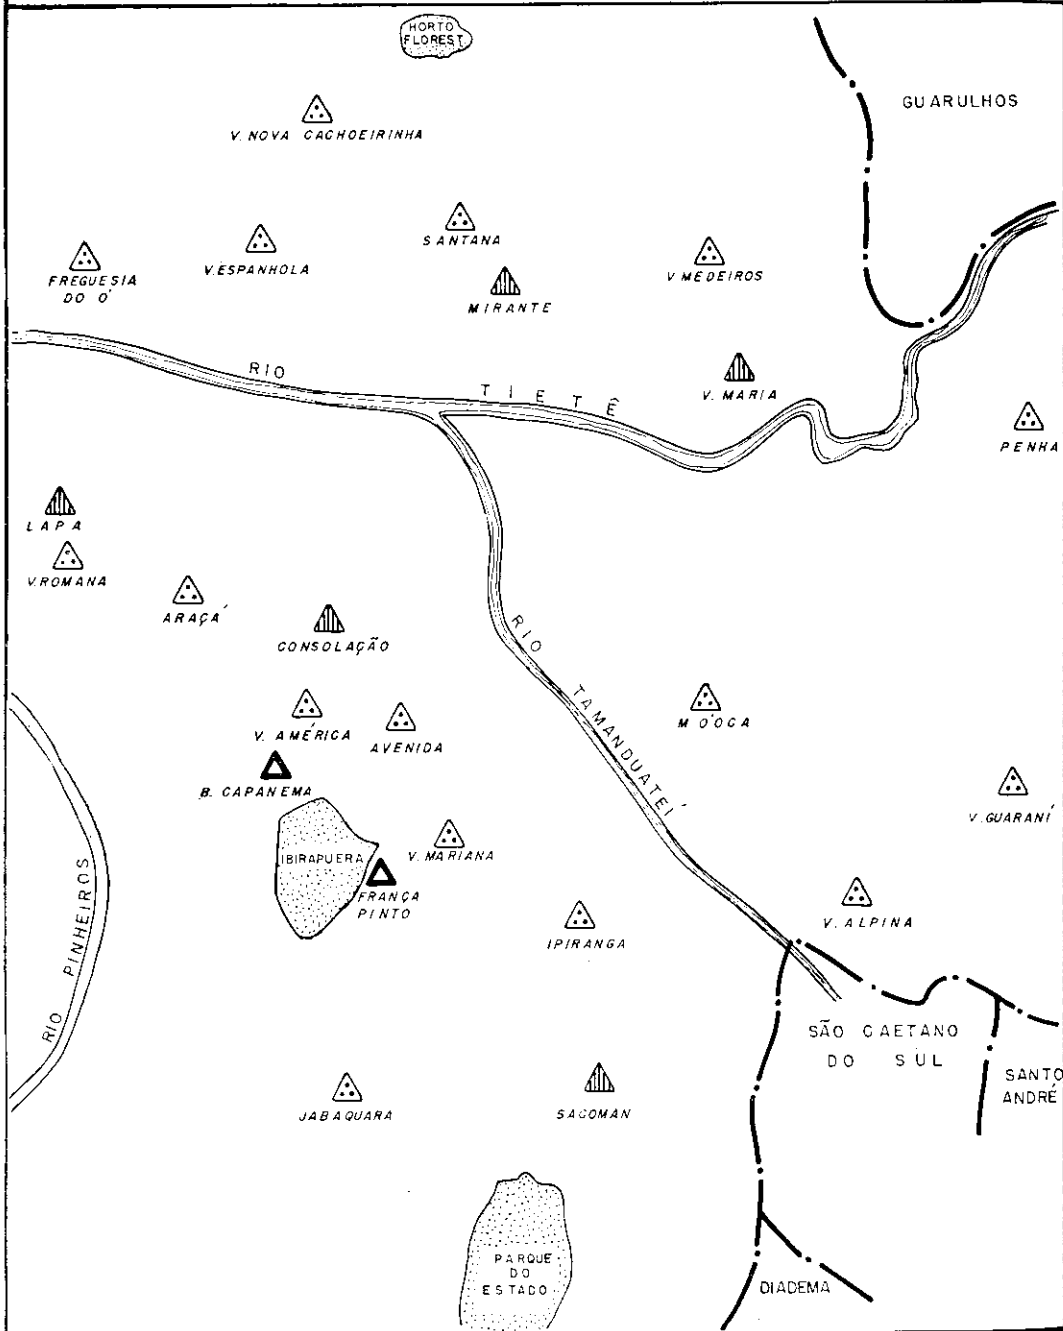 HORTO
FLOREST.
GUARULHOS
V. NOVA CACHOEIRINHA
SANTANA
V. ESPANHOLA
V. MEDEIROS
FREGUESIA
DO Ó
MIRANTE
RIO TIETÊ
V. MARIA
PENHA
LAPA
V. ROMANA
ARAÇÁ
CONSOLAÇÃO
RIO TAMANDUATEÍ
MOÓCA
V. AMÉRICA
AVENIDA
B. CAPANEMA
V. GUARANÍ
IBIRAPUERA
V. MARIANA
FRANÇA
PINTO
V. ALPINA
IPIRANGA
RIO PINHEIROS
SÃO CAETANO
DO SUL
SANTO
ANDRÉ
JABAQUARA
SACOMAN
PARQUE
DO
ESTADO
DIADEMA